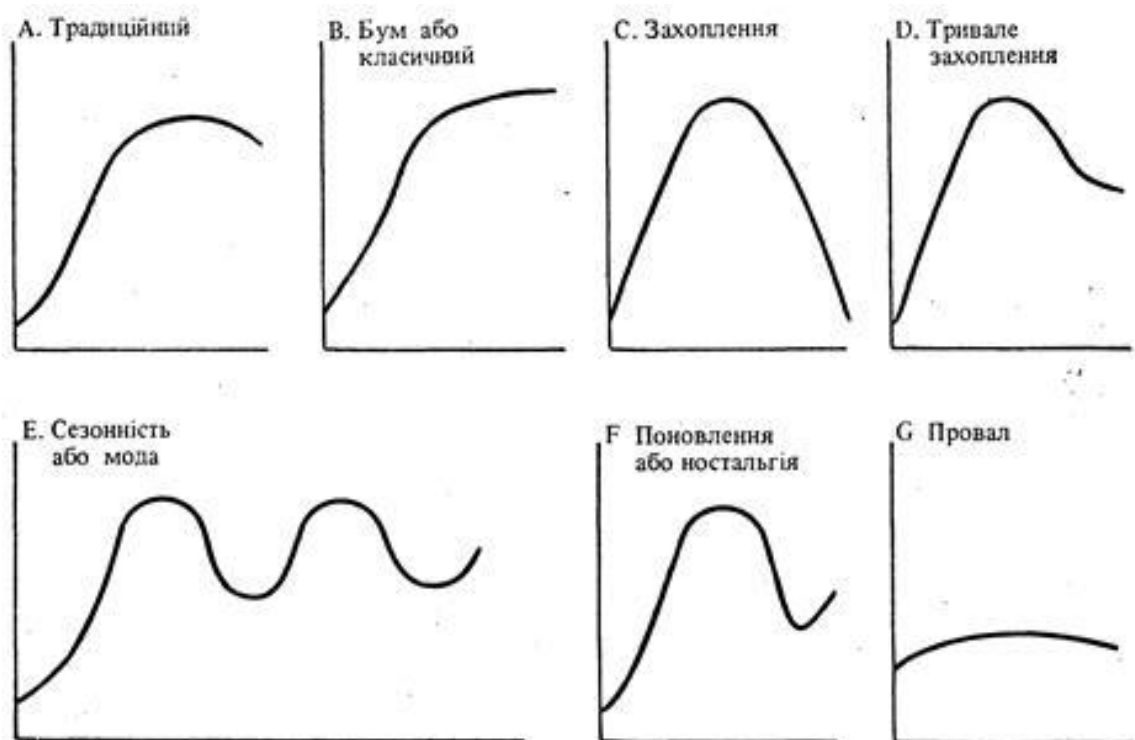 A. Традиційний
B. Бум або
класичний
C. Захоплення
D. Тривале
захоплення
E. Сезонність
або мода
F Поновлення
або ностальгія
G Провал